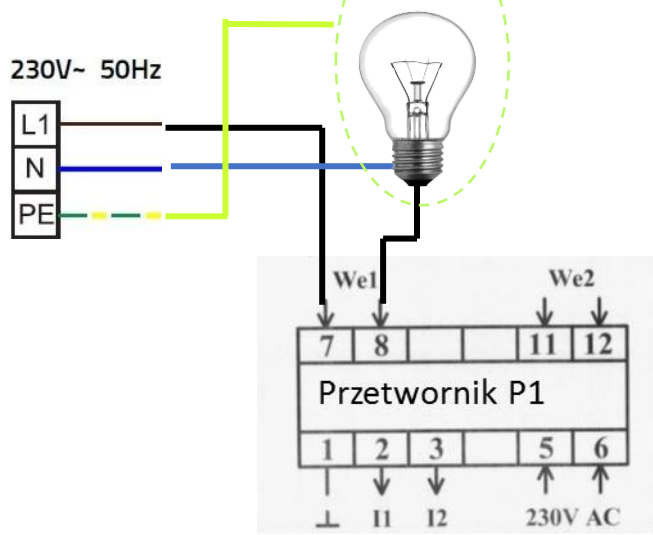 230V~ 50Hz
L1
N
PE
We1 We2
7 8 11 12
Przetwornik P1
1 2 3 5 6
I1 I2 230V AC